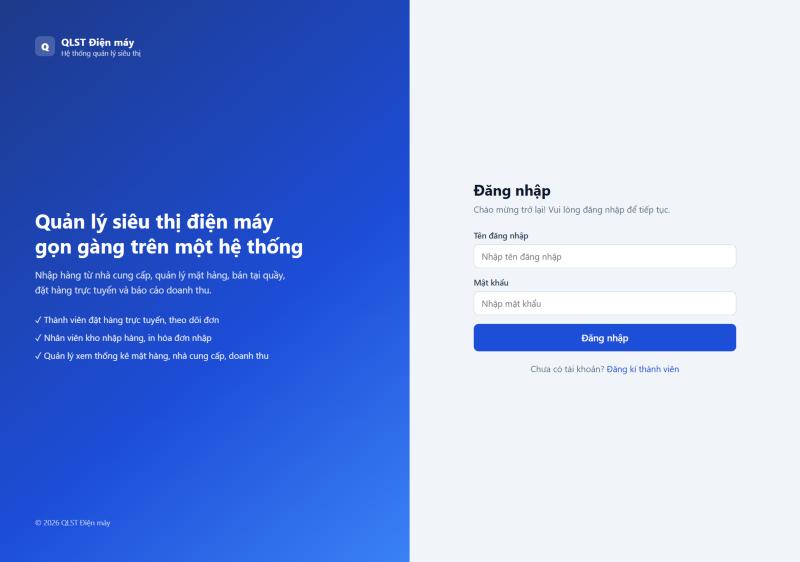 Q
QLST Điện máy
Hệ thống quản lý siêu thị
Quản lý siêu thị điện máy
gọn gàng trên một hệ thống
Nhập hàng từ nhà cung cấp, quản lý mặt hàng, bán tại quầy,
đặt hàng trực tuyến và báo cáo doanh thu.
✓ Thành viên đặt hàng trực tuyến, theo dõi đơn
✓ Nhân viên kho nhập hàng, in hóa đơn nhập
✓ Quản lý xem thống kê mặt hàng, nhà cung cấp, doanh thu
© 2026 QLST Điện máy
Đăng nhập
Chào mừng trở lại! Vui lòng đăng nhập để tiếp tục.
Tên đăng nhập
Nhập tên đăng nhập
Mật khẩu
Nhập mật khẩu
Đăng nhập
Chưa có tài khoản? Đăng kí thành viên